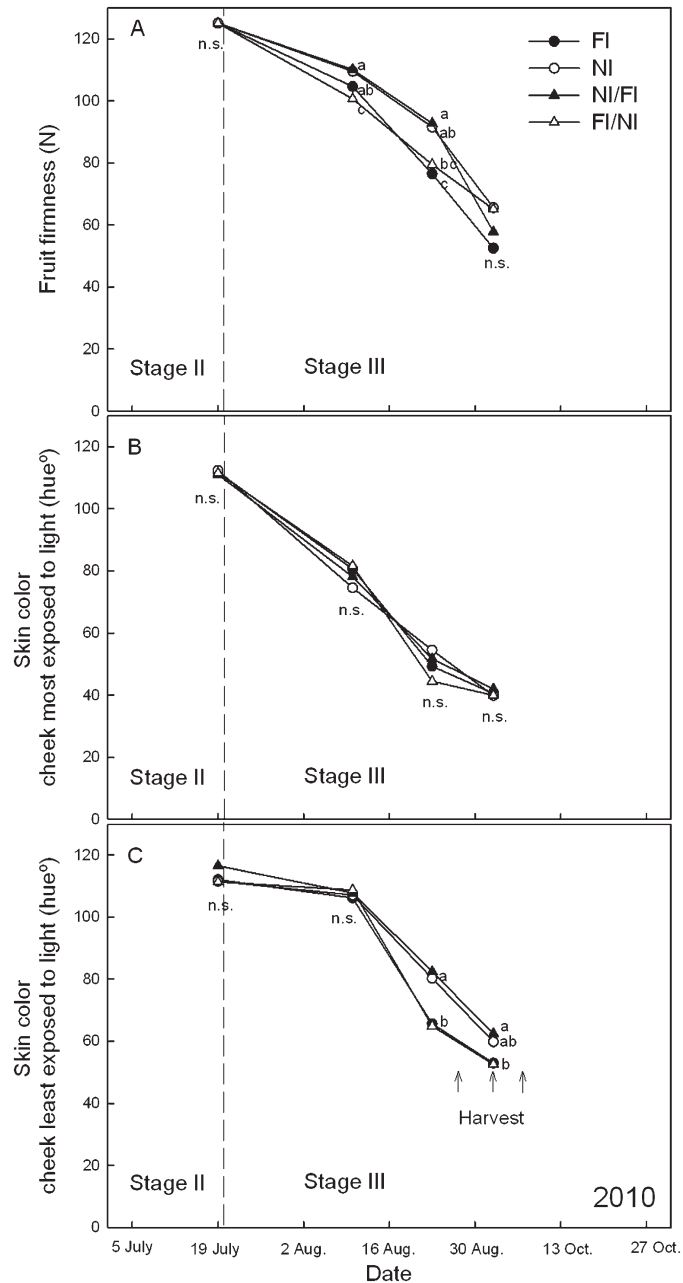 A
FI
NI
NI/FI
FI/NI
120
100
80
60
40
20
0
Fruit firmness (N)
n.s.
a
ab
c
a
ab
bc
c
n.s.
Stage II
Stage III
B
120
100
80
60
40
20
0
Skin color
cheek most exposed to light (hueº)
n.s.
n.s.
n.s.
n.s.
Stage II
Stage III
C
120
100
80
60
40
20
0
Skin color
cheek least exposed to light (hueº)
n.s.
n.s.
a
b
a
ab
b
Harvest
Stage II
Stage III
2010
5 July
19 July
2 Aug.
16 Aug.
30 Aug.
13 Oct.
27 Oct.
Date